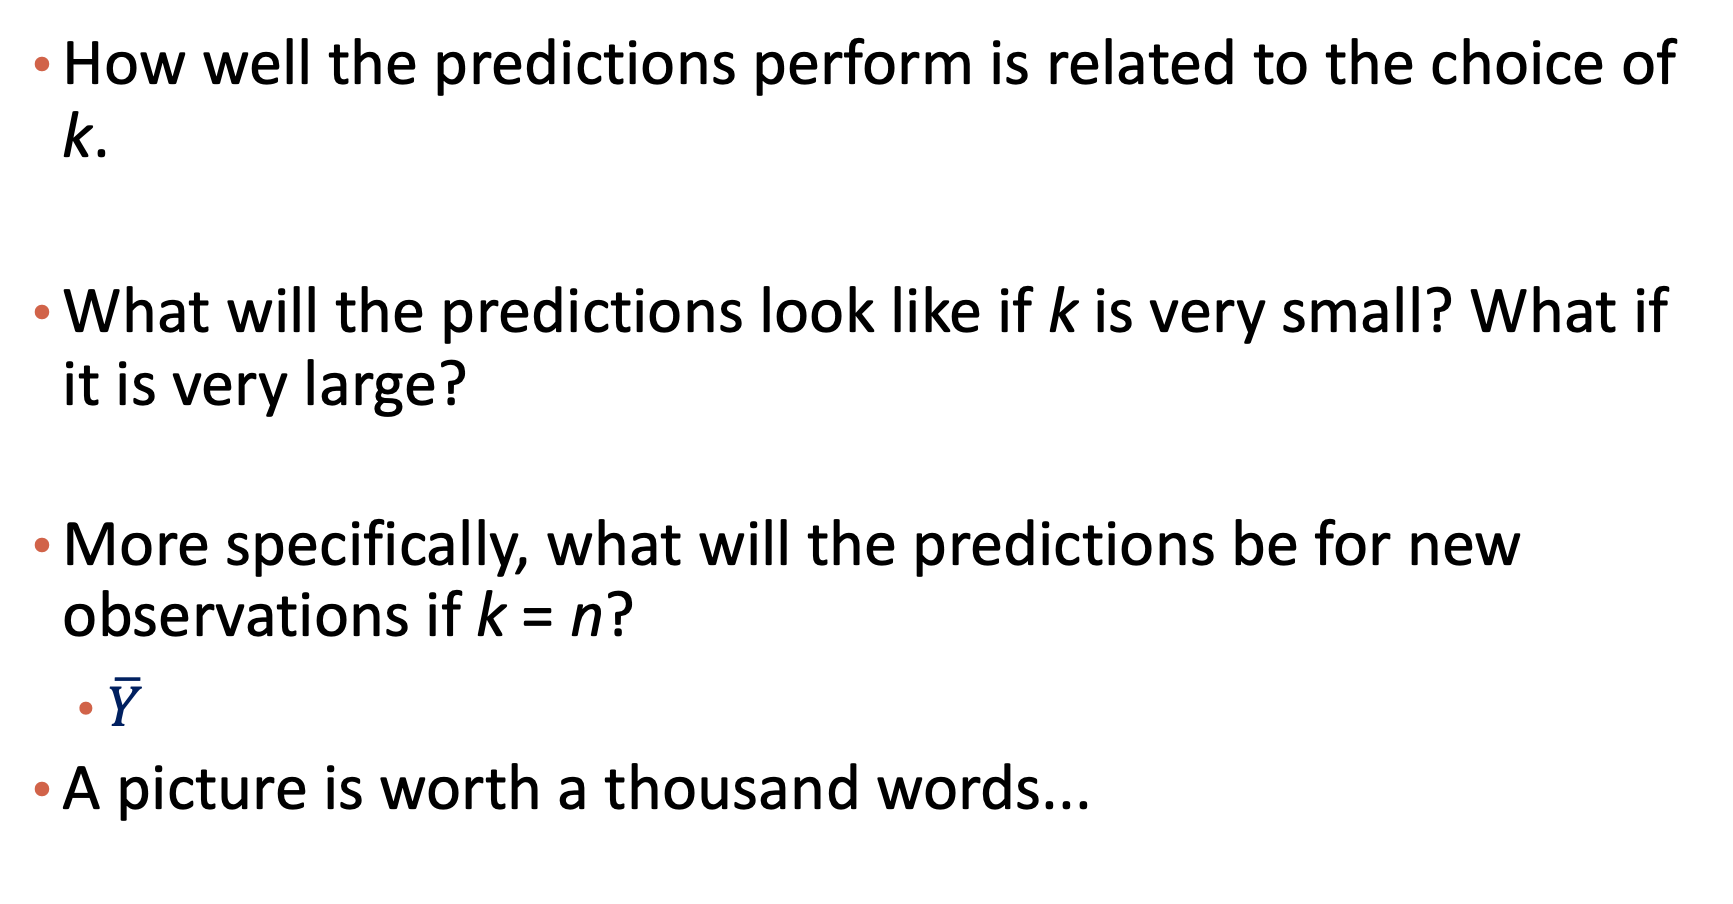 • How well the predictions perform is related to the choice of
k.
• What will the predictions look like if k is very small? What if
it is very large?
• More specifically, what will the predictions be for new
observations if k = n?
• Y̅
• A picture is worth a thousand words...